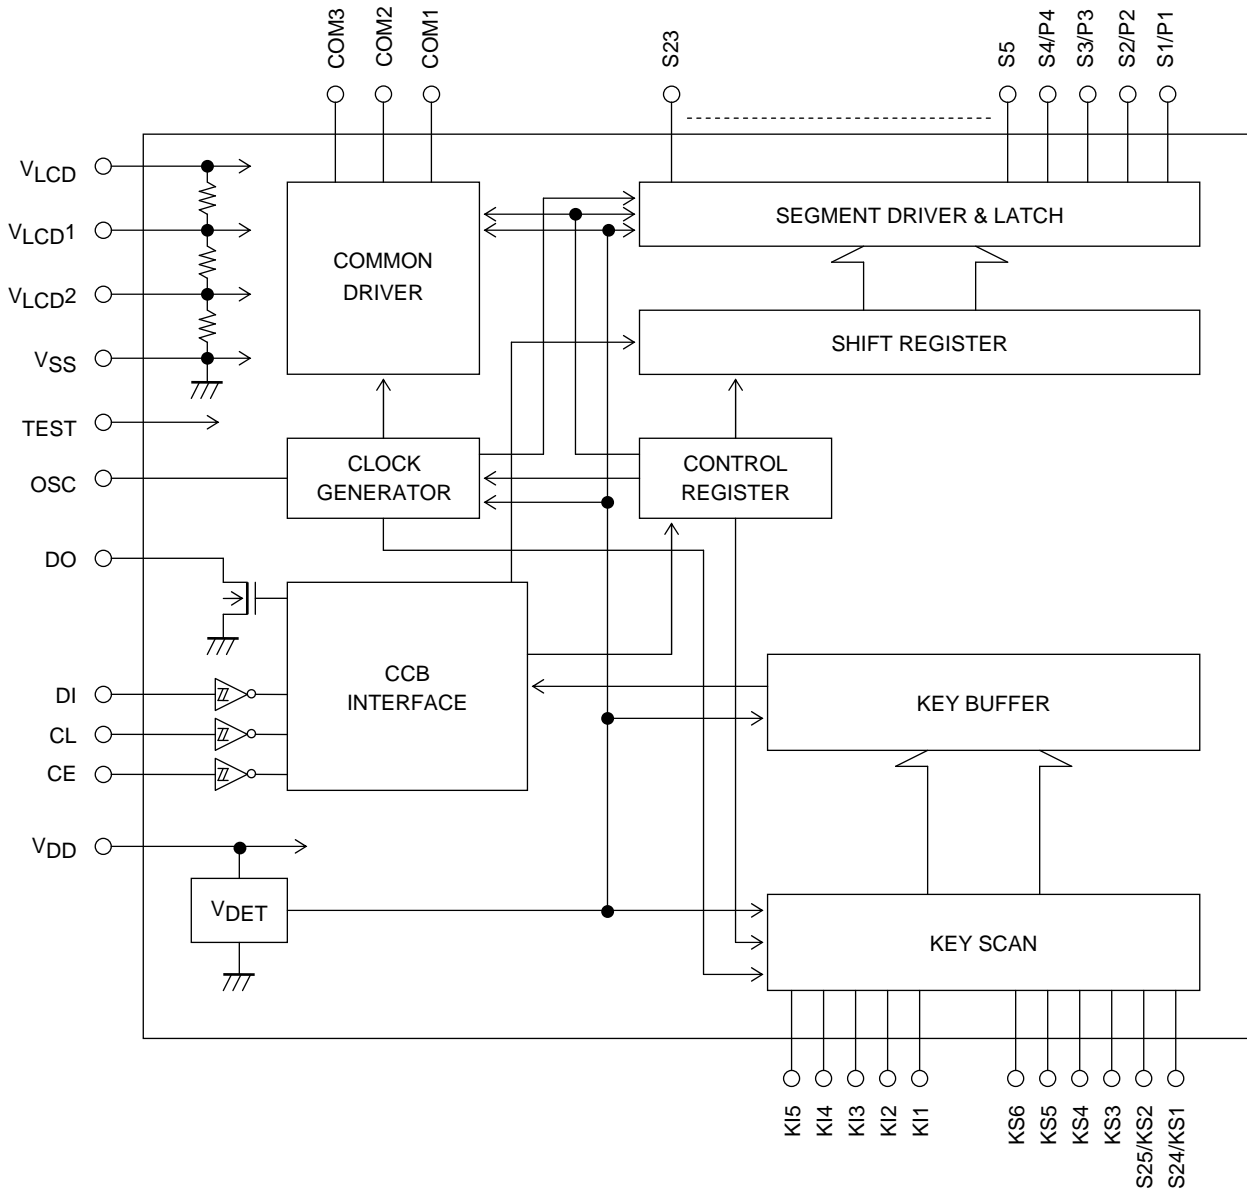 COM3
COM2
COM1
S23
S5
S4/P4
S3/P3
S2/P2
S1/P1
VLCD
VLCD1
VLCD2
VSS
TEST
OSC
DO
DI
CL
CE
VDD
COMMON
DRIVER
SEGMENT DRIVER & LATCH
SHIFT REGISTER
CLOCK
GENERATOR
CONTROL
REGISTER
CCB
INTERFACE
KEY BUFFER
VDET
KEY SCAN
KI5
KI4
KI3
KI2
KI1
KS6
KS5
KS4
KS3
S25/KS2
S24/KS1